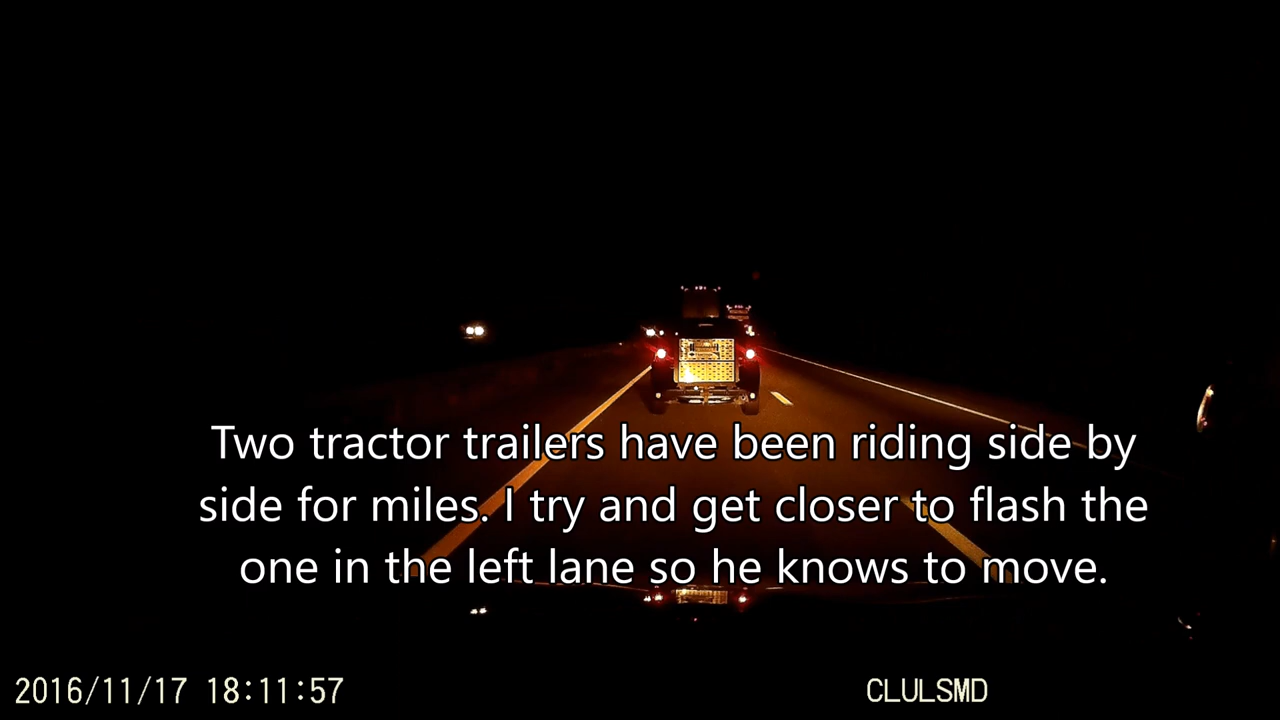 Two tractor trailers have been riding side by
side for miles. I try and get closer to flash the
one in the left lane so he knows to move.
2016/11/17 18:11:57
CLULSMD